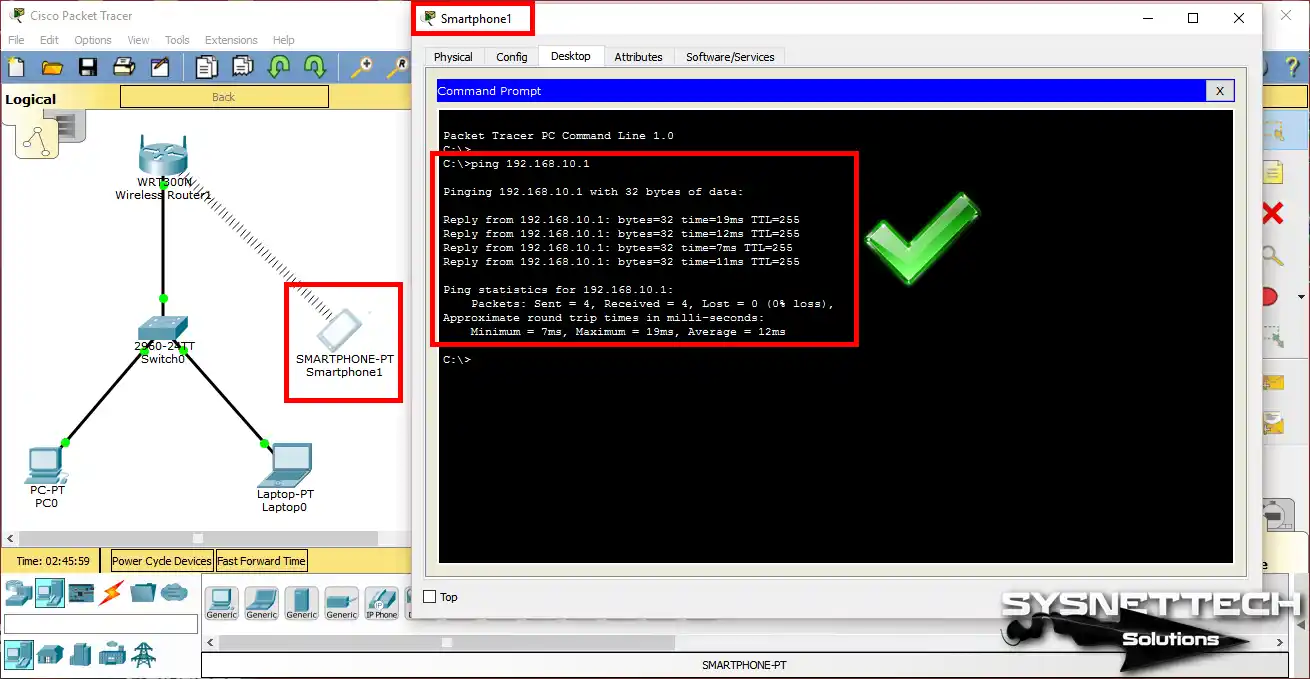 Cisco Packet Tracer
File Edit Options View Tools Extensions Help
Logical
Back
WRT300N
Wireless Router1
2960-24TT
Switch0
SMARTPHONE-PT
Smartphone1
PC-PT
PC0
Laptop-PT
Laptop0
Time: 02:45:59
Power Cycle Devices
Fast Forward Time
Generic
Generic
Generic
Generic
IP Phone
SMARTPHONE-PT
Smartphone1
Physical Config Desktop Attributes Software/Services
Command Prompt
X
Packet Tracer PC Command Line 1.0
C:\>
C:\>ping 192.168.10.1
Pinging 192.168.10.1 with 32 bytes of data:
Reply from 192.168.10.1: bytes=32 time=19ms TTL=255
Reply from 192.168.10.1: bytes=32 time=12ms TTL=255
Reply from 192.168.10.1: bytes=32 time=7ms TTL=255
Reply from 192.168.10.1: bytes=32 time=11ms TTL=255
Ping statistics for 192.168.10.1:
Packets: Sent = 4, Received = 4, Lost = 0 (0% loss),
Approximate round trip times in milli-seconds:
Minimum = 7ms, Maximum = 19ms, Average = 12ms
C:\>
Top
SYSNETTECH
Solutions